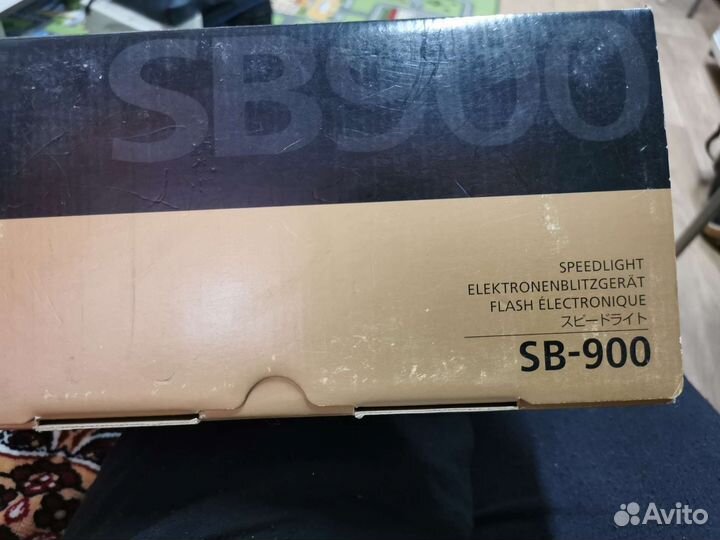 SB900
SPEEDLIGHT
ELEKTRONENBLITZGERÄT
FLASH ÉLECTRONIQUE
スピードライト
SB-900
Avito